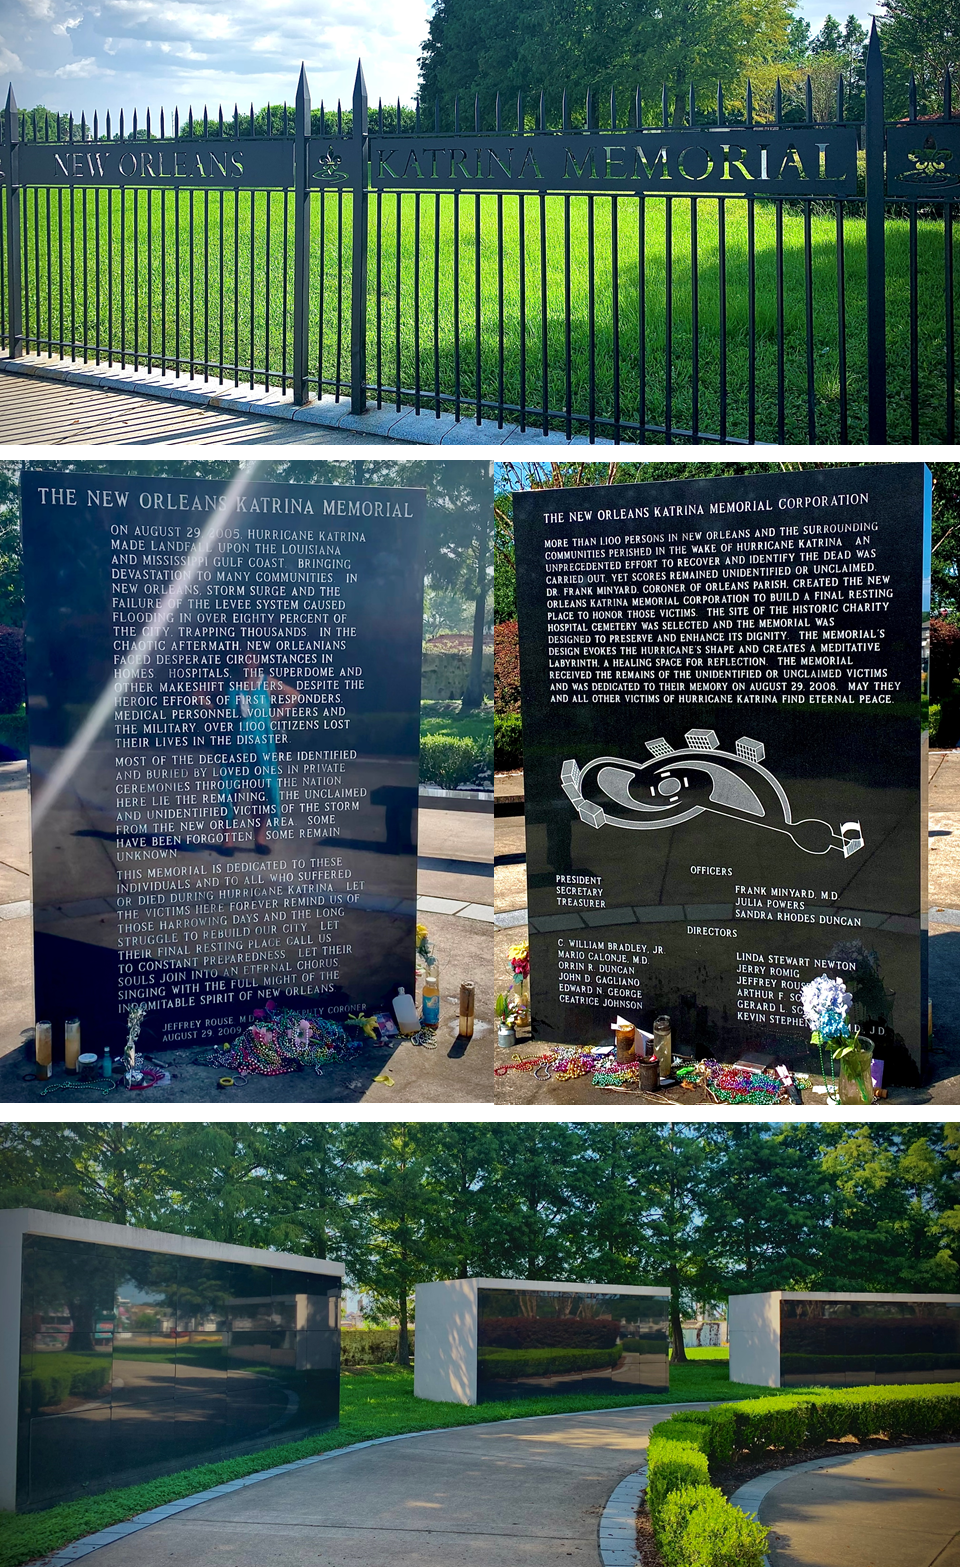 NEW ORLEANS
KATRINA MEMORIAL
THE NEW ORLEANS KATRINA MEMORIAL
ON AUGUST 29, 2005, HURRICANE KATRINA
MADE LANDFALL UPON THE LOUISIANA
AND MISSISSIPPI GULF COAST, BRINGING
DEVASTATION TO MANY COMMUNITIES. IN
NEW ORLEANS, STORM SURGE AND THE
FAILURE OF THE LEVEE SYSTEM CAUSED
FLOODING IN OVER EIGHTY PERCENT OF
THE CITY, TRAPPING THOUSANDS. IN THE
CHAOTIC AFTERMATH, NEW ORLEANIANS
FACED DESPERATE CIRCUMSTANCES IN
HOMES, HOSPITALS, THE SUPERDOME AND
OTHER MAKESHIFT SHELTERS. DESPITE THE
HEROIC EFFORTS OF FIRST RESPONDERS,
MEDICAL PERSONNEL, VOLUNTEERS AND
THE MILITARY, OVER 1,100 CITIZENS LOST
THEIR LIVES IN THE DISASTER.
MOST OF THE DECEASED WERE IDENTIFIED
AND BURIED BY LOVED ONES IN PRIVATE
CEREMONIES THROUGHOUT THE NATION.
HERE LIE THE REMAINING, THE UNCLAIMED
AND UNIDENTIFIED VICTIMS OF THE STORM
FROM THE NEW ORLEANS AREA. SOME
HAVE BEEN FORGOTTEN. SOME REMAIN
UNKNOWN.
THIS MEMORIAL IS DEDICATED TO THESE
INDIVIDUALS AND TO ALL WHO SUFFERED
OR DIED DURING HURRICANE KATRINA. LET
THE VICTIMS HERE FOREVER REMIND US OF
THOSE HARROWING DAYS AND THE LONG
STRUGGLE TO REBUILD OUR CITY. LET
THEIR FINAL RESTING PLACE CALL US
TO CONSTANT PREPAREDNESS. LET THEIR
SOULS JOIN INTO AN ETERNAL CHORUS
SINGING WITH THE FULL MIGHT OF THE
INDOMITABLE SPIRIT OF NEW ORLEANS.
JEFFREY ROUSE, M.D. DEPUTY CORONER
AUGUST 29, 2009
THE NEW ORLEANS KATRINA MEMORIAL CORPORATION
MORE THAN 1,100 PERSONS IN NEW ORLEANS AND THE SURROUNDING
COMMUNITIES PERISHED IN THE WAKE OF HURRICANE KATRINA. AN
UNPRECEDENTED EFFORT TO RECOVER AND IDENTIFY THE DEAD WAS
CARRIED OUT, YET SCORES REMAINED UNIDENTIFIED OR UNCLAIMED.
DR. FRANK MINYARD, CORONER OF ORLEANS PARISH, CREATED THE NEW
ORLEANS KATRINA MEMORIAL CORPORATION TO BUILD A FINAL RESTING
PLACE TO HONOR THOSE VICTIMS. THE SITE OF THE HISTORIC CHARITY
HOSPITAL CEMETERY WAS SELECTED AND THE MEMORIAL WAS
DESIGNED TO PRESERVE AND ENHANCE ITS DIGNITY. THE MEMORIAL'S
DESIGN EVOKES THE HURRICANE'S SHAPE AND CREATES A MEDITATIVE
LABYRINTH, A HEALING SPACE FOR REFLECTION. THE MEMORIAL
RECEIVED THE REMAINS OF THE UNIDENTIFIED OR UNCLAIMED VICTIMS
AND WAS DEDICATED TO THEIR MEMORY ON AUGUST 29, 2008. MAY THEY
AND ALL OTHER VICTIMS OF HURRICANE KATRINA FIND ETERNAL PEACE.
OFFICERS
PRESIDENT FRANK MINYARD, M.D.
SECRETARY JULIA POWERS
TREASURER SANDRA RHODES DUNCAN
DIRECTORS
C. WILLIAM BRADLEY, JR.
MARIO CALONJE, M.D.
ORRIN R. DUNCAN
JOHN D. GAGLIANO
EDWARD N. GEORGE
CEATRICE JOHNSON
LINDA STEWART NEWTON
JERRY ROMIG
JEFFREY
ARTHUR F.
GERARD L.
KEVIN JD